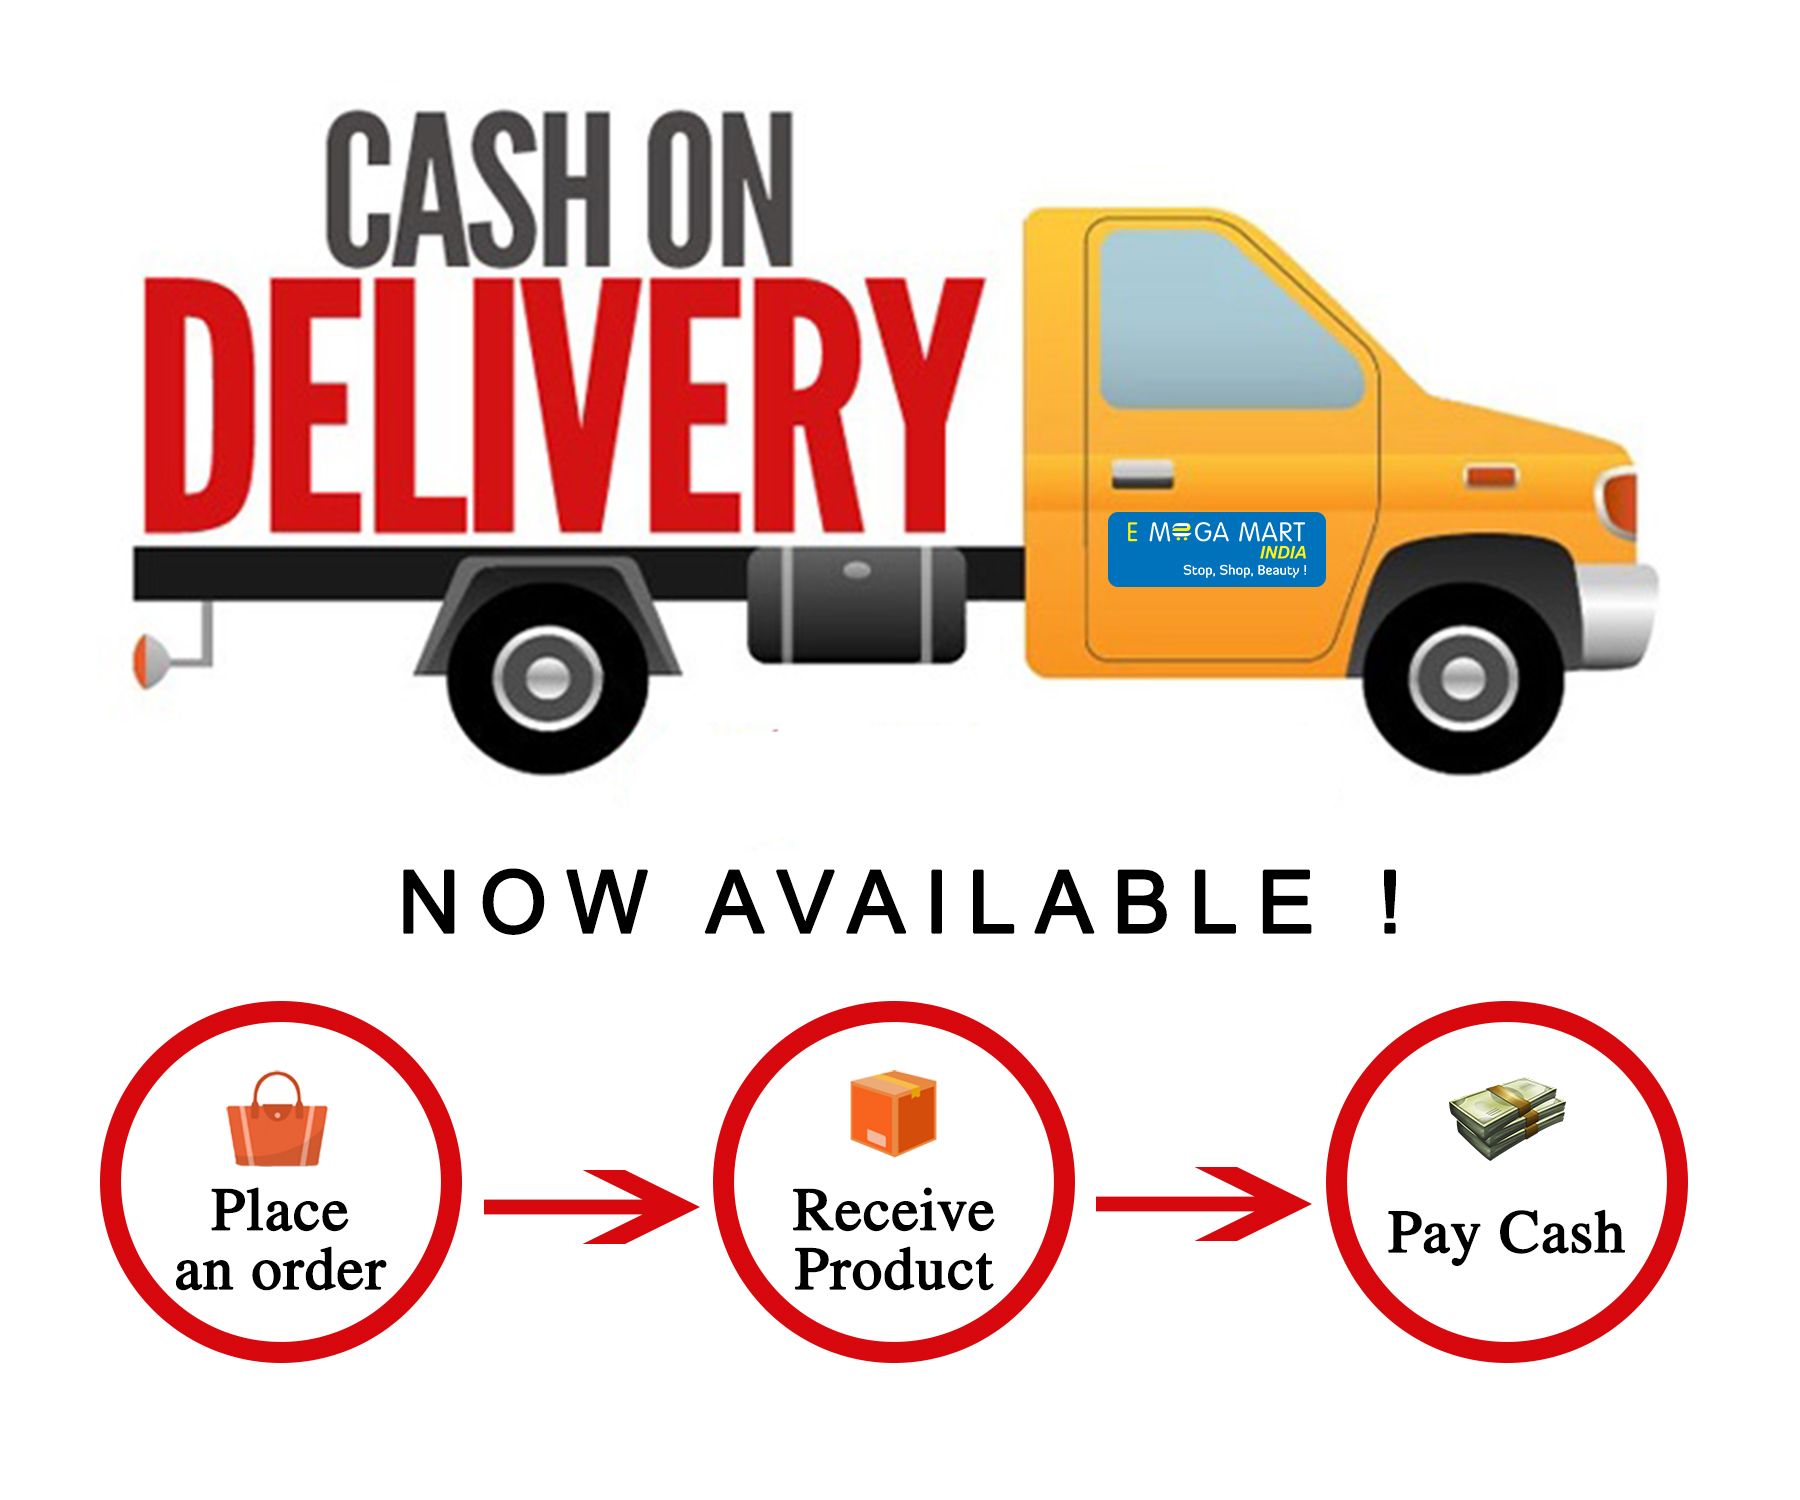 CASH ON
DELIVERY
E MEGA MART
INDIA
Stop, Shop, Beauty !
NOW AVAILABLE !
Place
an order
Receive
Product
Pay Cash